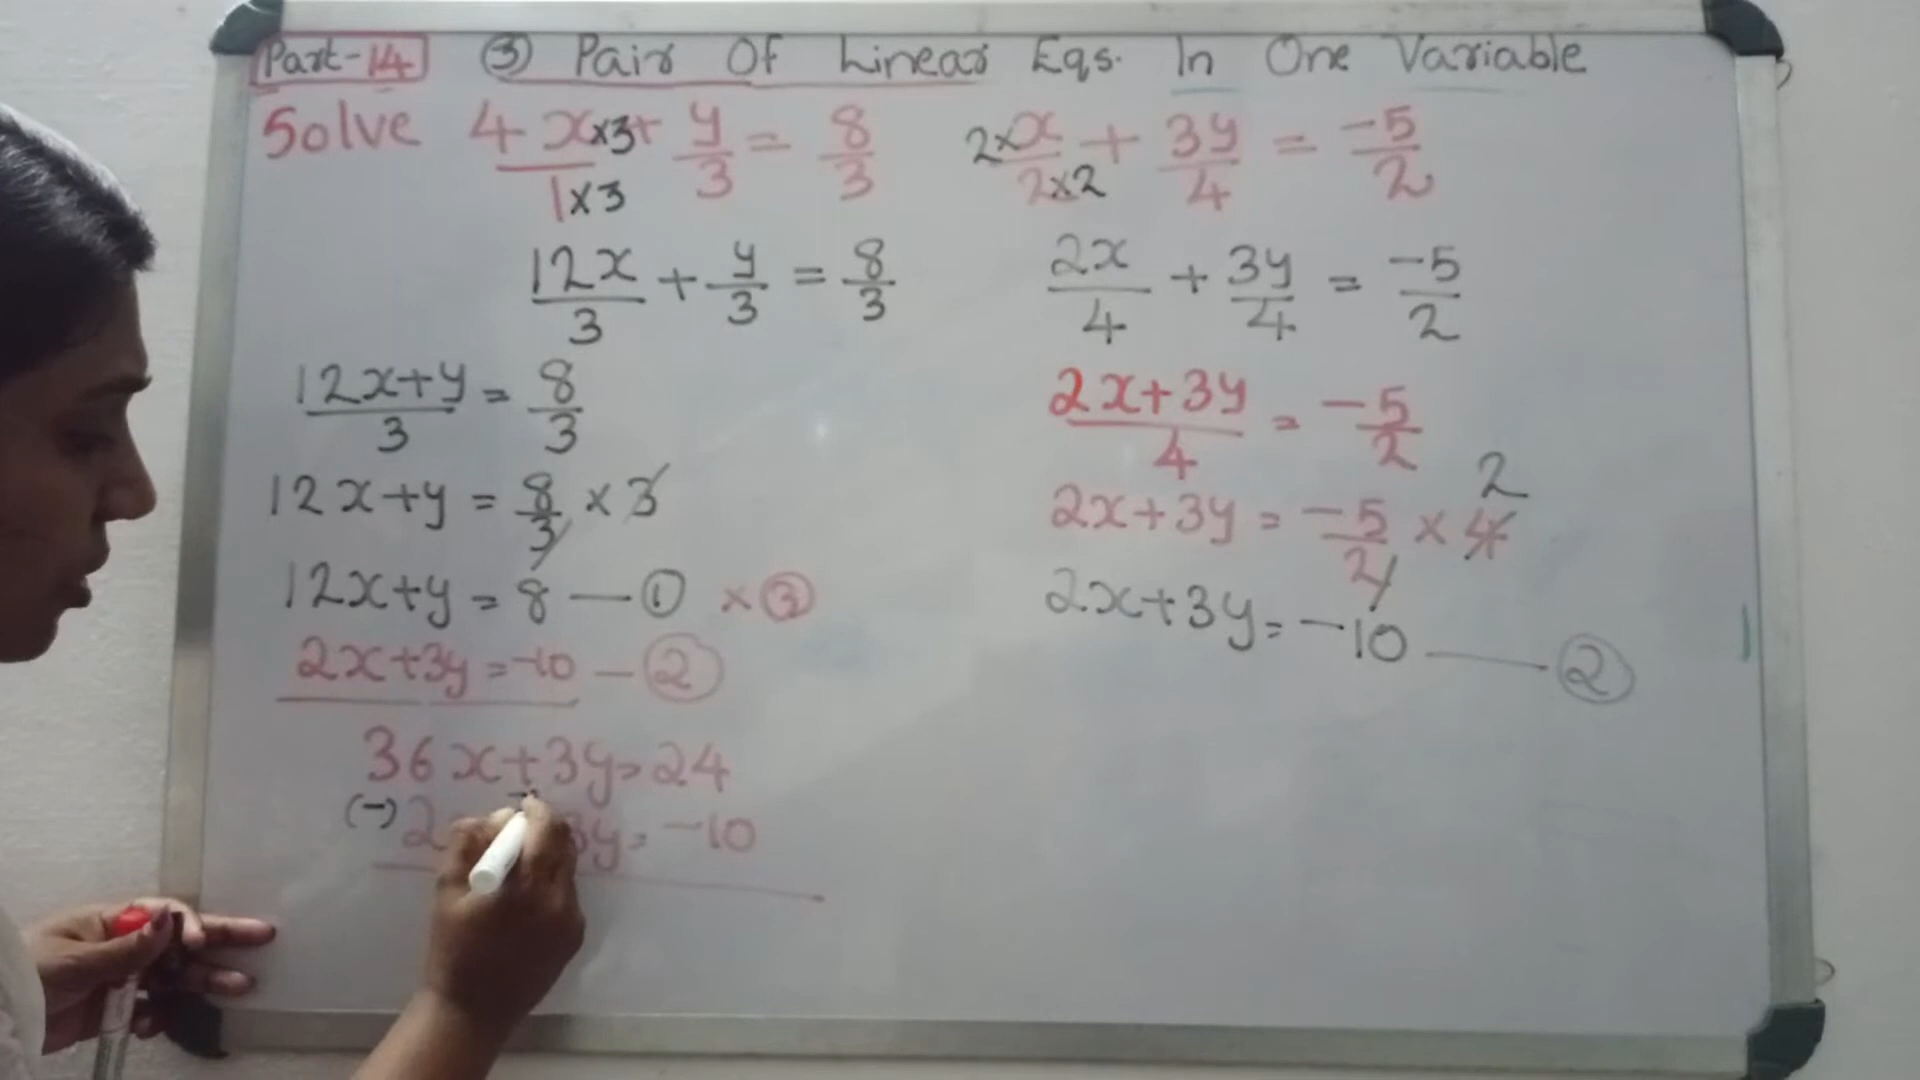 Part-14 ③ Pair Of Linear Eqs. In One Variable
Solve 4x×3/1×3 + y/3 = 8/3
12x/3 + y/3 = 8/3
12x+y/3 = 8/3
12x+y = 8/3 × 3
12x+y = 8 — ① × ③
2x+3y = -10 — ②
36x+3y = 24
(-) 3y = -10
2×x/2×2 + 3y/4 = -5/2
2x/4 + 3y/4 = -5/2
2x+3y/4 = -5/2
2x+3y = -5/2 × 4 2
2x+3y = -10 — ②